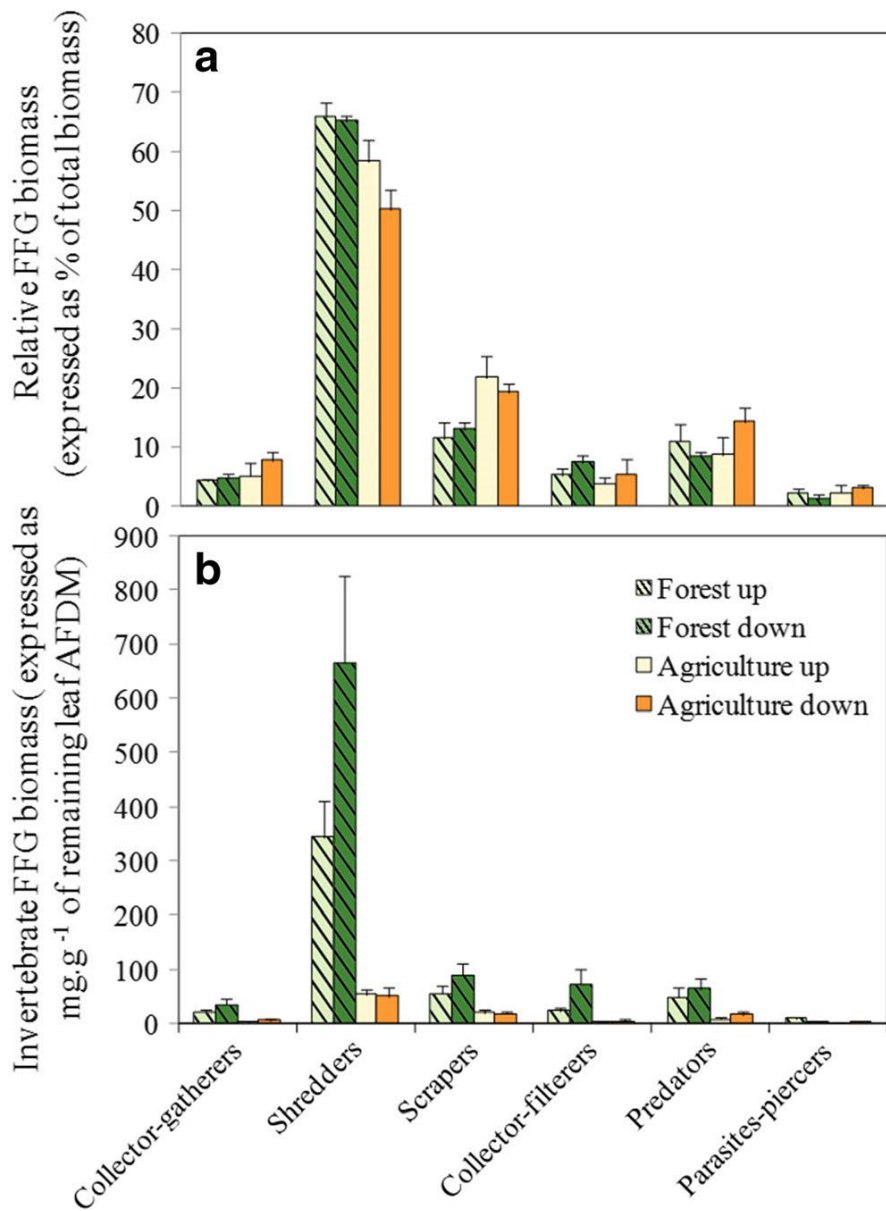 Relative FFG biomass
(expressed as % of total biomass)
a
80
70
60
50
40
30
20
10
0
Invertebrate FFG biomass( expressed as
mg.g -1 of remaining leaf AFDM)
b
900
800
700
600
500
400
300
200
100
0
Forest up
Forest down
Agriculture up
Agriculture down
Collector-gatherers
Shredders
Scrapers
Collector-filterers
Predators
Parasites-piercers